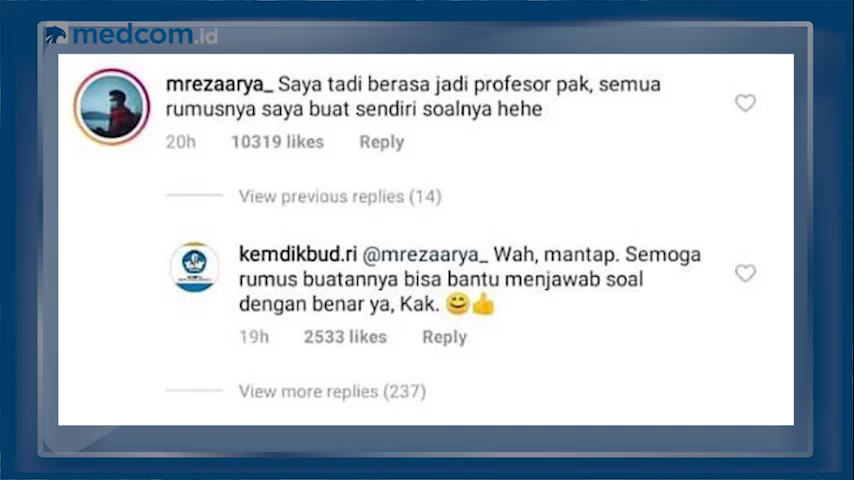 medcom.id
mrezaarya_ Saya tadi berasa jadi profesor pak, semua
rumusnya saya buat sendiri soalnya hehe
20h 10319 likes Reply
View previous replies (14)
kemdikbud.ri @mrezaarya_ Wah, mantap. Semoga
rumus buatannya bisa bantu menjawab soal
dengan benar ya, Kak. 😄👍
19h 2533 likes Reply
View more replies (237)